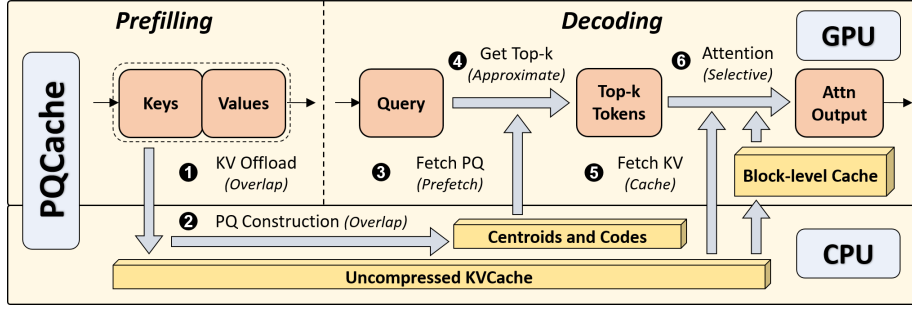 Prefilling
Decoding
GPU
PQCache
Keys
Values
❶ KV Offload
(Overlap)
❷ PQ Construction (Overlap)
Query
❸ Fetch PQ
(Prefetch)
❹ Get Top-k
(Approximate)
Top-k
Tokens
❺ Fetch KV
(Cache)
❻ Attention
(Selective)
Attn
Output
Block-level Cache
Centroids and Codes
Uncompressed KVCache
CPU